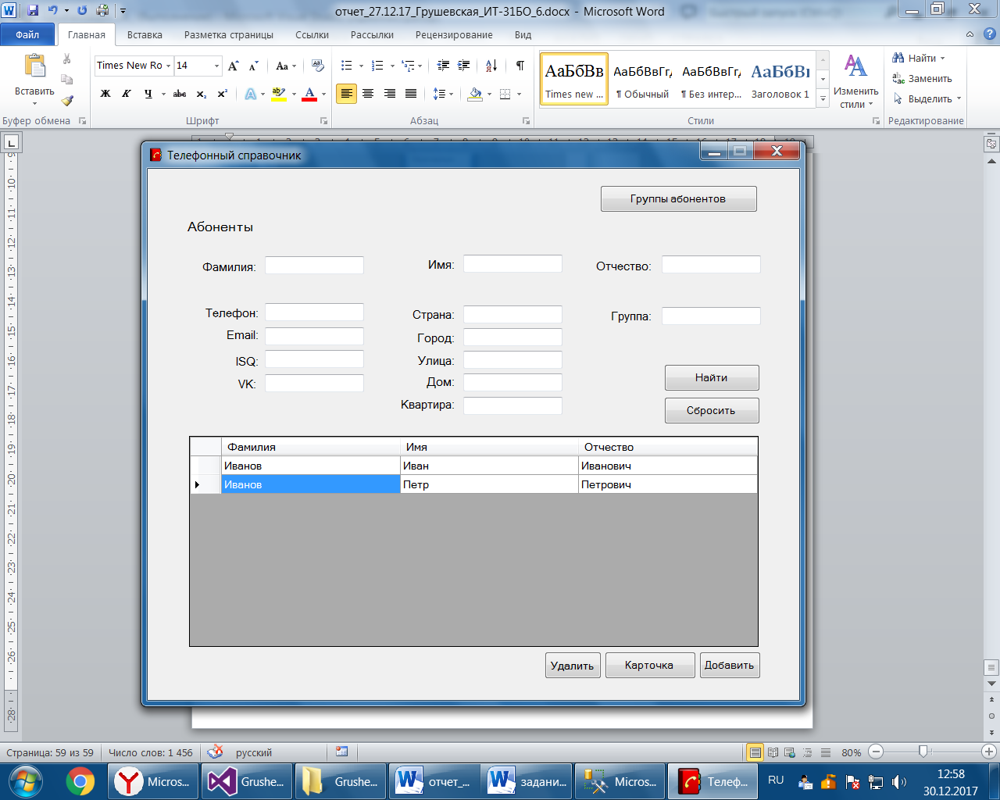 отчет_27.12.17_Грушевская_ИТ-31БО_6.docx - Microsoft Word
Файл Главная Вставка Разметка страницы Ссылки Рассылки Рецензирование Вид
Вставить
Буфер обмена
Times New Ro 14
Шрифт
Абзац
АаБбВв АаБбВвГг АаБбВвГг АаБбВı
Times new ... ¶ Обычный ¶ Без интер... Заголовок 1
Стили
Изменить стили
Найти
Заменить
Выделить
Редактирование
Телефонный справочник
Группы абонентов
Абоненты
Фамилия: Имя: Отчество:
Телефон: Страна: Группа:
Email: Город:
ISQ: Улица:
VK: Дом:
Квартира:
Найти
Сбросить
Фамилия Имя Отчество
Иванов Иван Иванович
Иванов Петр Петрович
Удалить Карточка Добавить
Страница: 59 из 59 Число слов: 1 456 русский 80%
Micros... Grushe... Grushe... отчет_... задани... Micros... Телеф... RU 12:58
30.12.2017